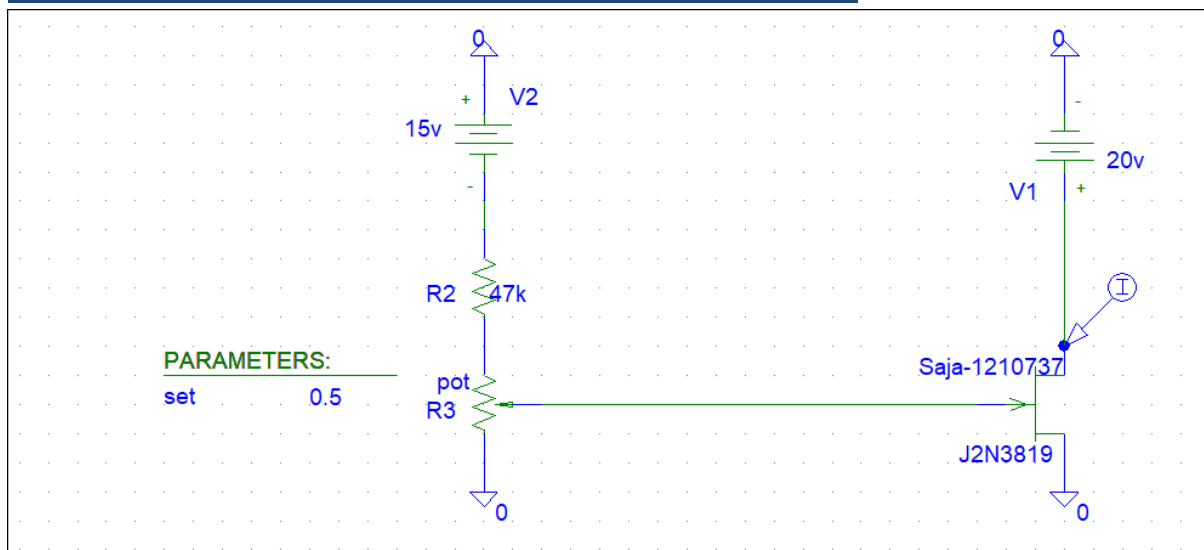 0
0
+
V2
-
15v
20v
-
V1
+
R2
47k
I
PARAMETERS:
Saja-1210737
set
0.5
pot
R3
J2N3819
0
0